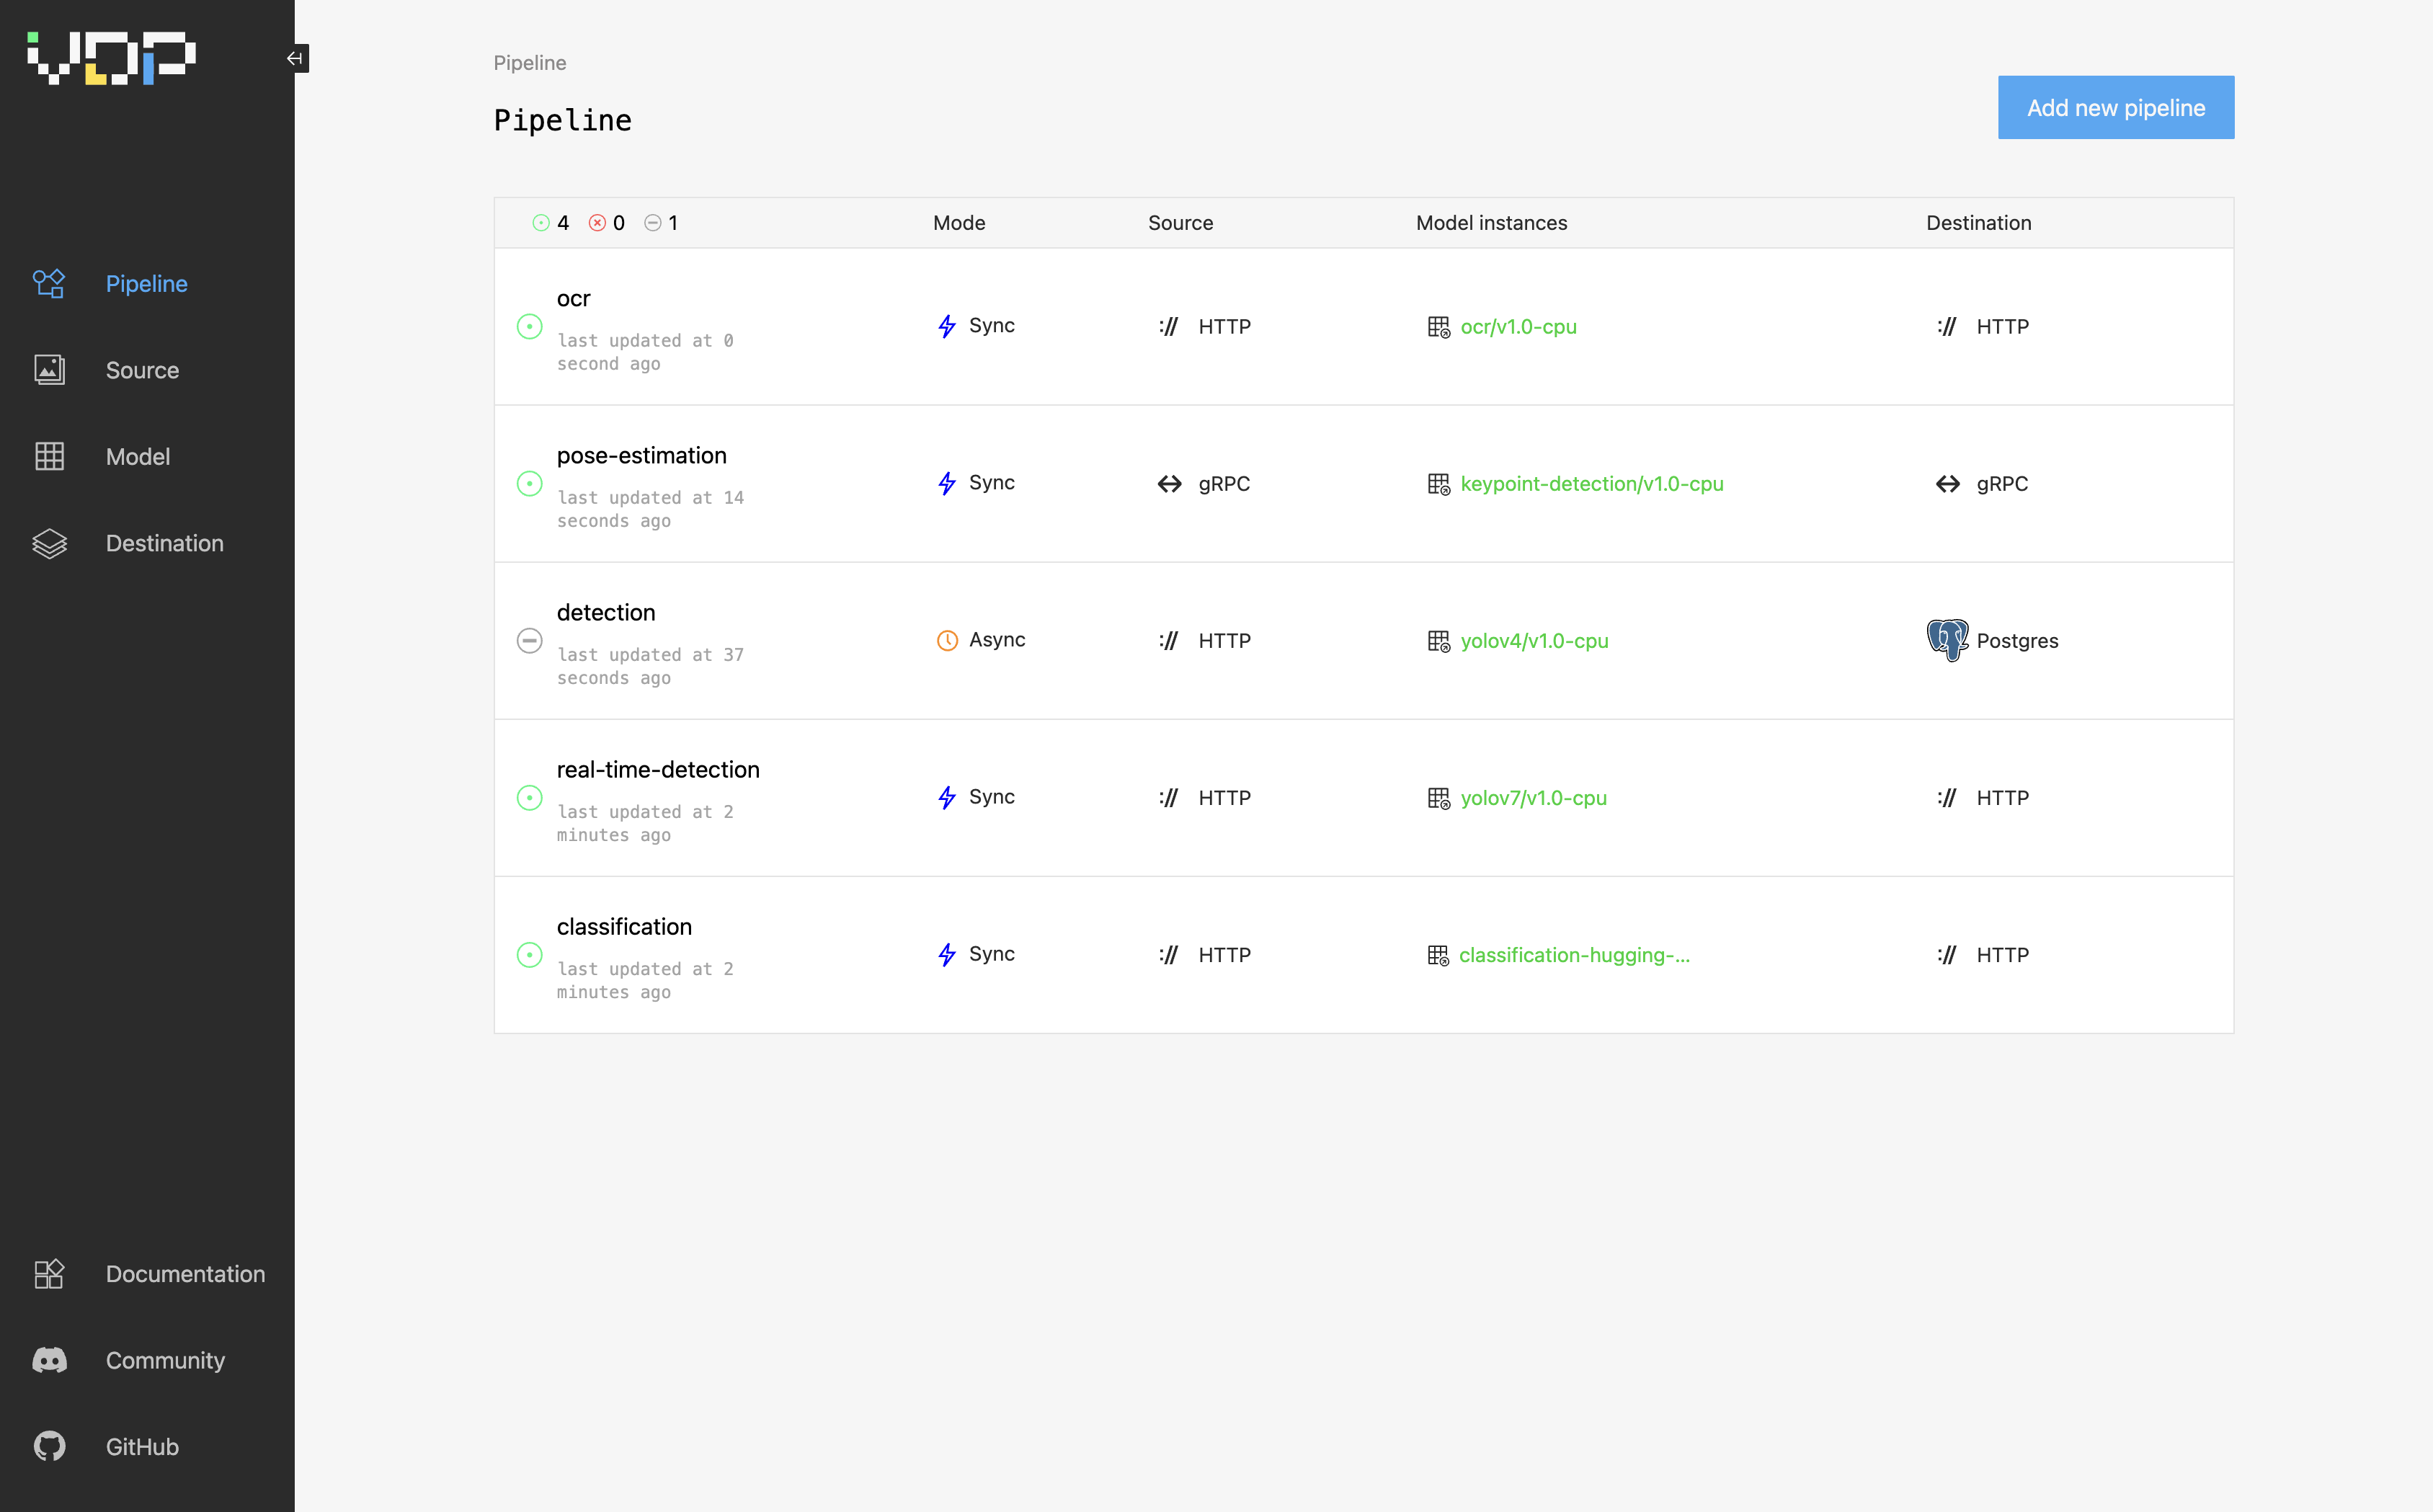 VDP
Pipeline
Source
Model
Destination
Documentation
Community
GitHub
Pipeline
Pipeline
Add new pipeline
4 0 1 Mode Source Model instances Destination
ocr
last updated at 0
second ago
Sync :// HTTP ocr/v1.0-cpu :// HTTP
pose-estimation
last updated at 14
seconds ago
Sync gRPC keypoint-detection/v1.0-cpu gRPC
detection
last updated at 37
seconds ago
Async :// HTTP yolov4/v1.0-cpu Postgres
real-time-detection
last updated at 2
minutes ago
Sync :// HTTP yolov7/v1.0-cpu :// HTTP
classification
last updated at 2
minutes ago
Sync :// HTTP classification-hugging-... :// HTTP